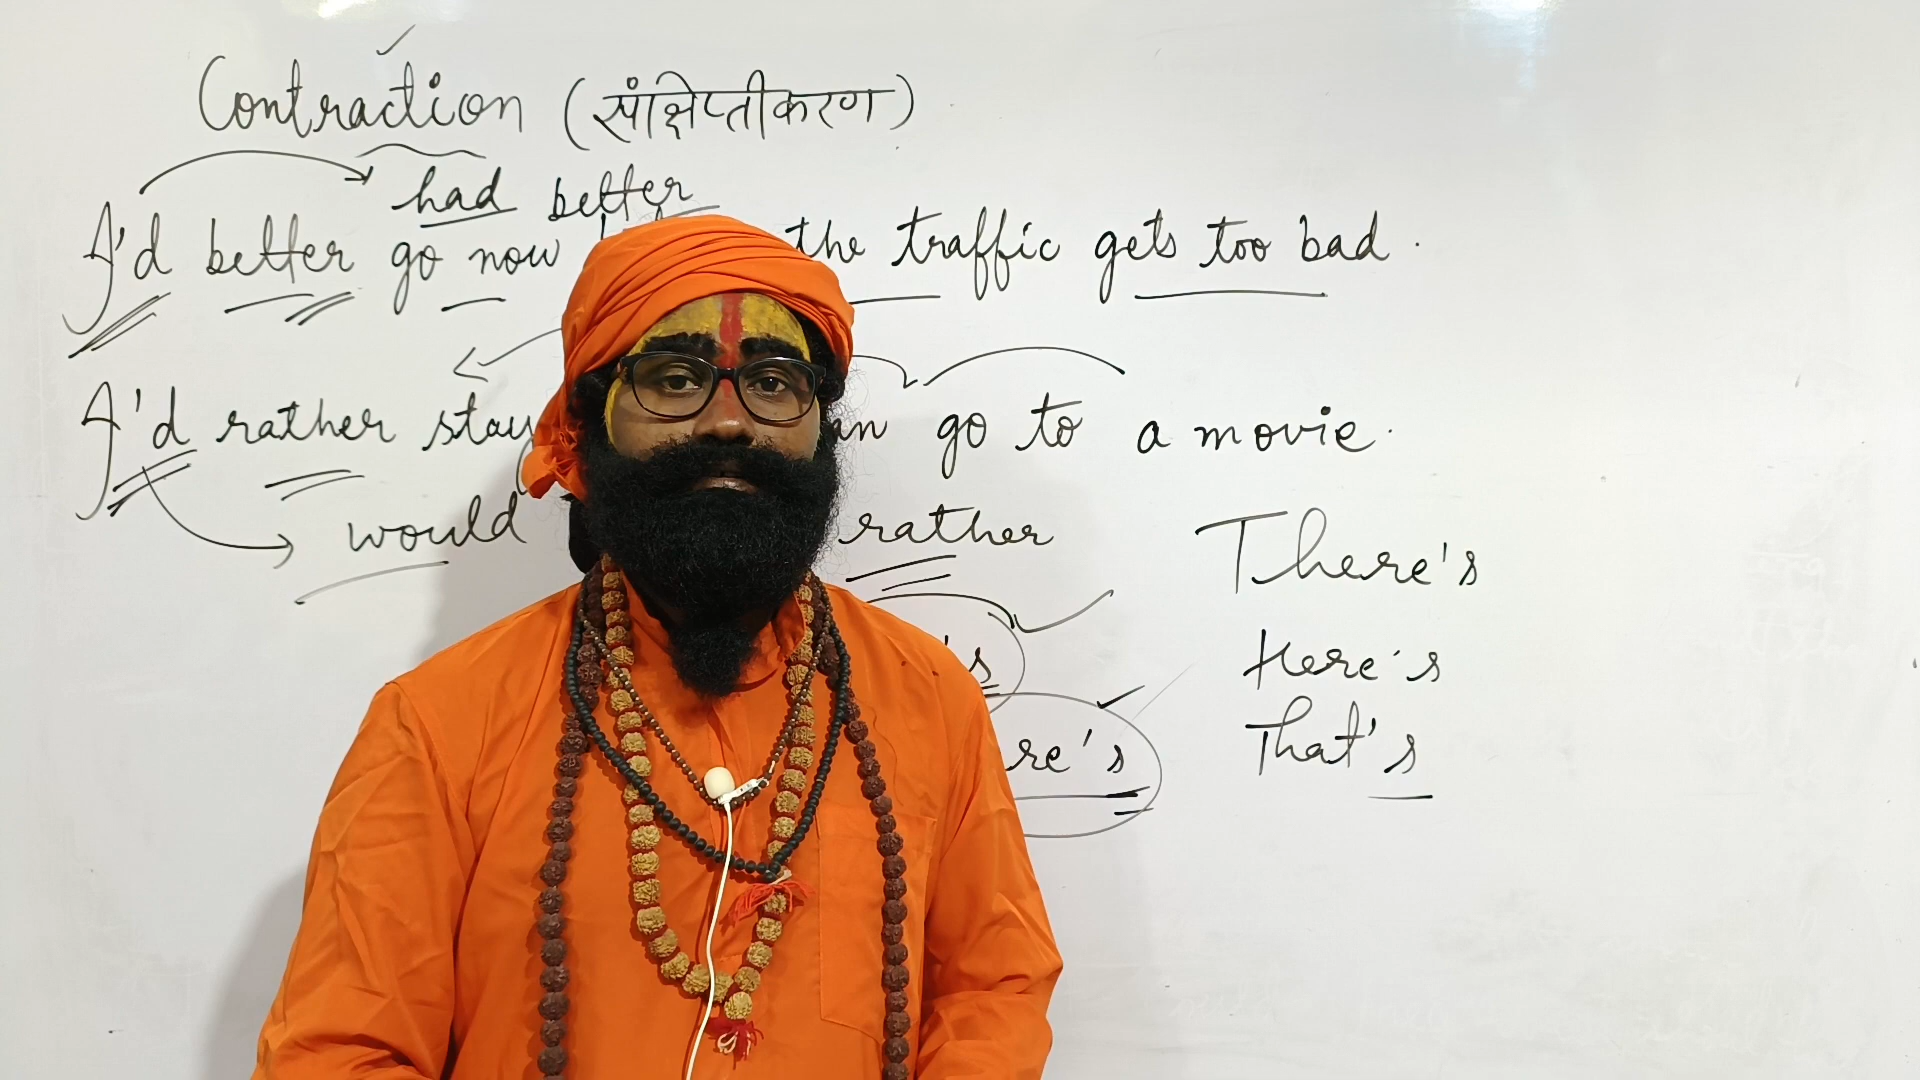 Contraction (संक्षिप्तीकरण)
had better
I'd better go now the traffic gets too bad.
I'd rather stay go to a movie.
would rather
There's
Here's
That's